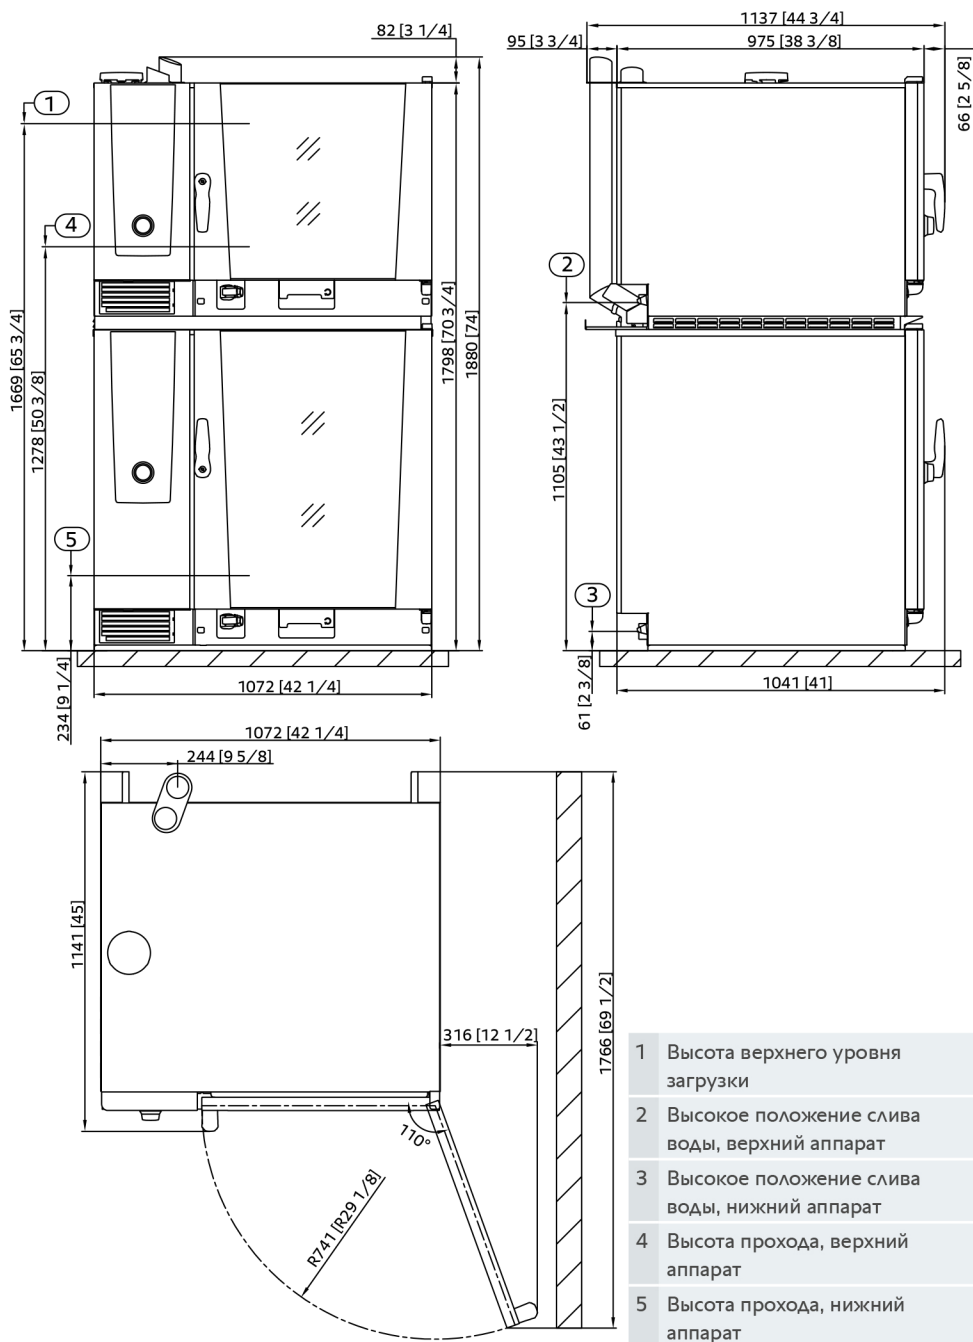 82 [3 1/4]
1
4
5
1669 [65 3/4]
1278 [50 3/8]
234 [9 1/4]
1798 [70 3/4]
1880 [74]
1072 [42 1/4]
1137 [44 3/4]
95 [3 3/4]
975 [38 3/8]
66 [2 5/8]
2
1105 [43 1/2]
3
61 [2 3/8]
1041 [41]
1072 [42 1/4]
244 [9 5/8]
1141 [45]
316 [12 1/2]
1766 [69 1/2]
110°
R741 [R29 1/8]
1 Высота верхнего уровня
загрузки
2 Высокое положение слива
воды, верхний аппарат
3 Высокое положение слива
воды, нижний аппарат
4 Высота прохода, верхний
аппарат
5 Высота прохода, нижний
аппарат